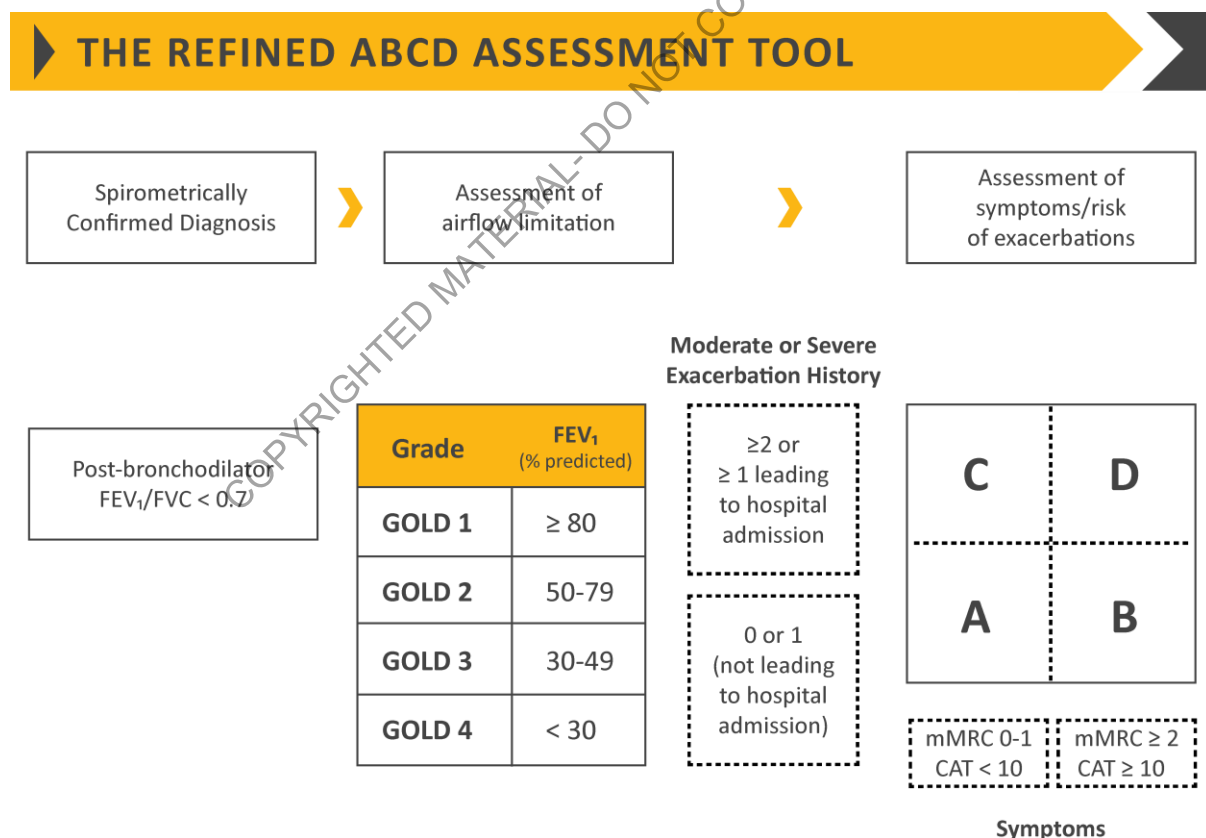 THE REFINED ABCD ASSESSMENT TOOL
COPYRIGHTED MATERIAL- DO NOT
Spirometrically
Confirmed Diagnosis
Assessment of
airflow limitation
Assessment of
symptoms/risk
of exacerbations
Post-bronchodilator
FEV₁/FVC < 0.7
Grade
FEV₁
(% predicted)
GOLD 1
≥ 80
GOLD 2
50-79
GOLD 3
30-49
GOLD 4
< 30
Moderate or Severe
Exacerbation History
≥2 or
≥ 1 leading
to hospital
admission
0 or 1
(not leading
to hospital
admission)
C D
A B
mMRC 0-1
CAT < 10
mMRC ≥ 2
CAT ≥ 10
Symptoms